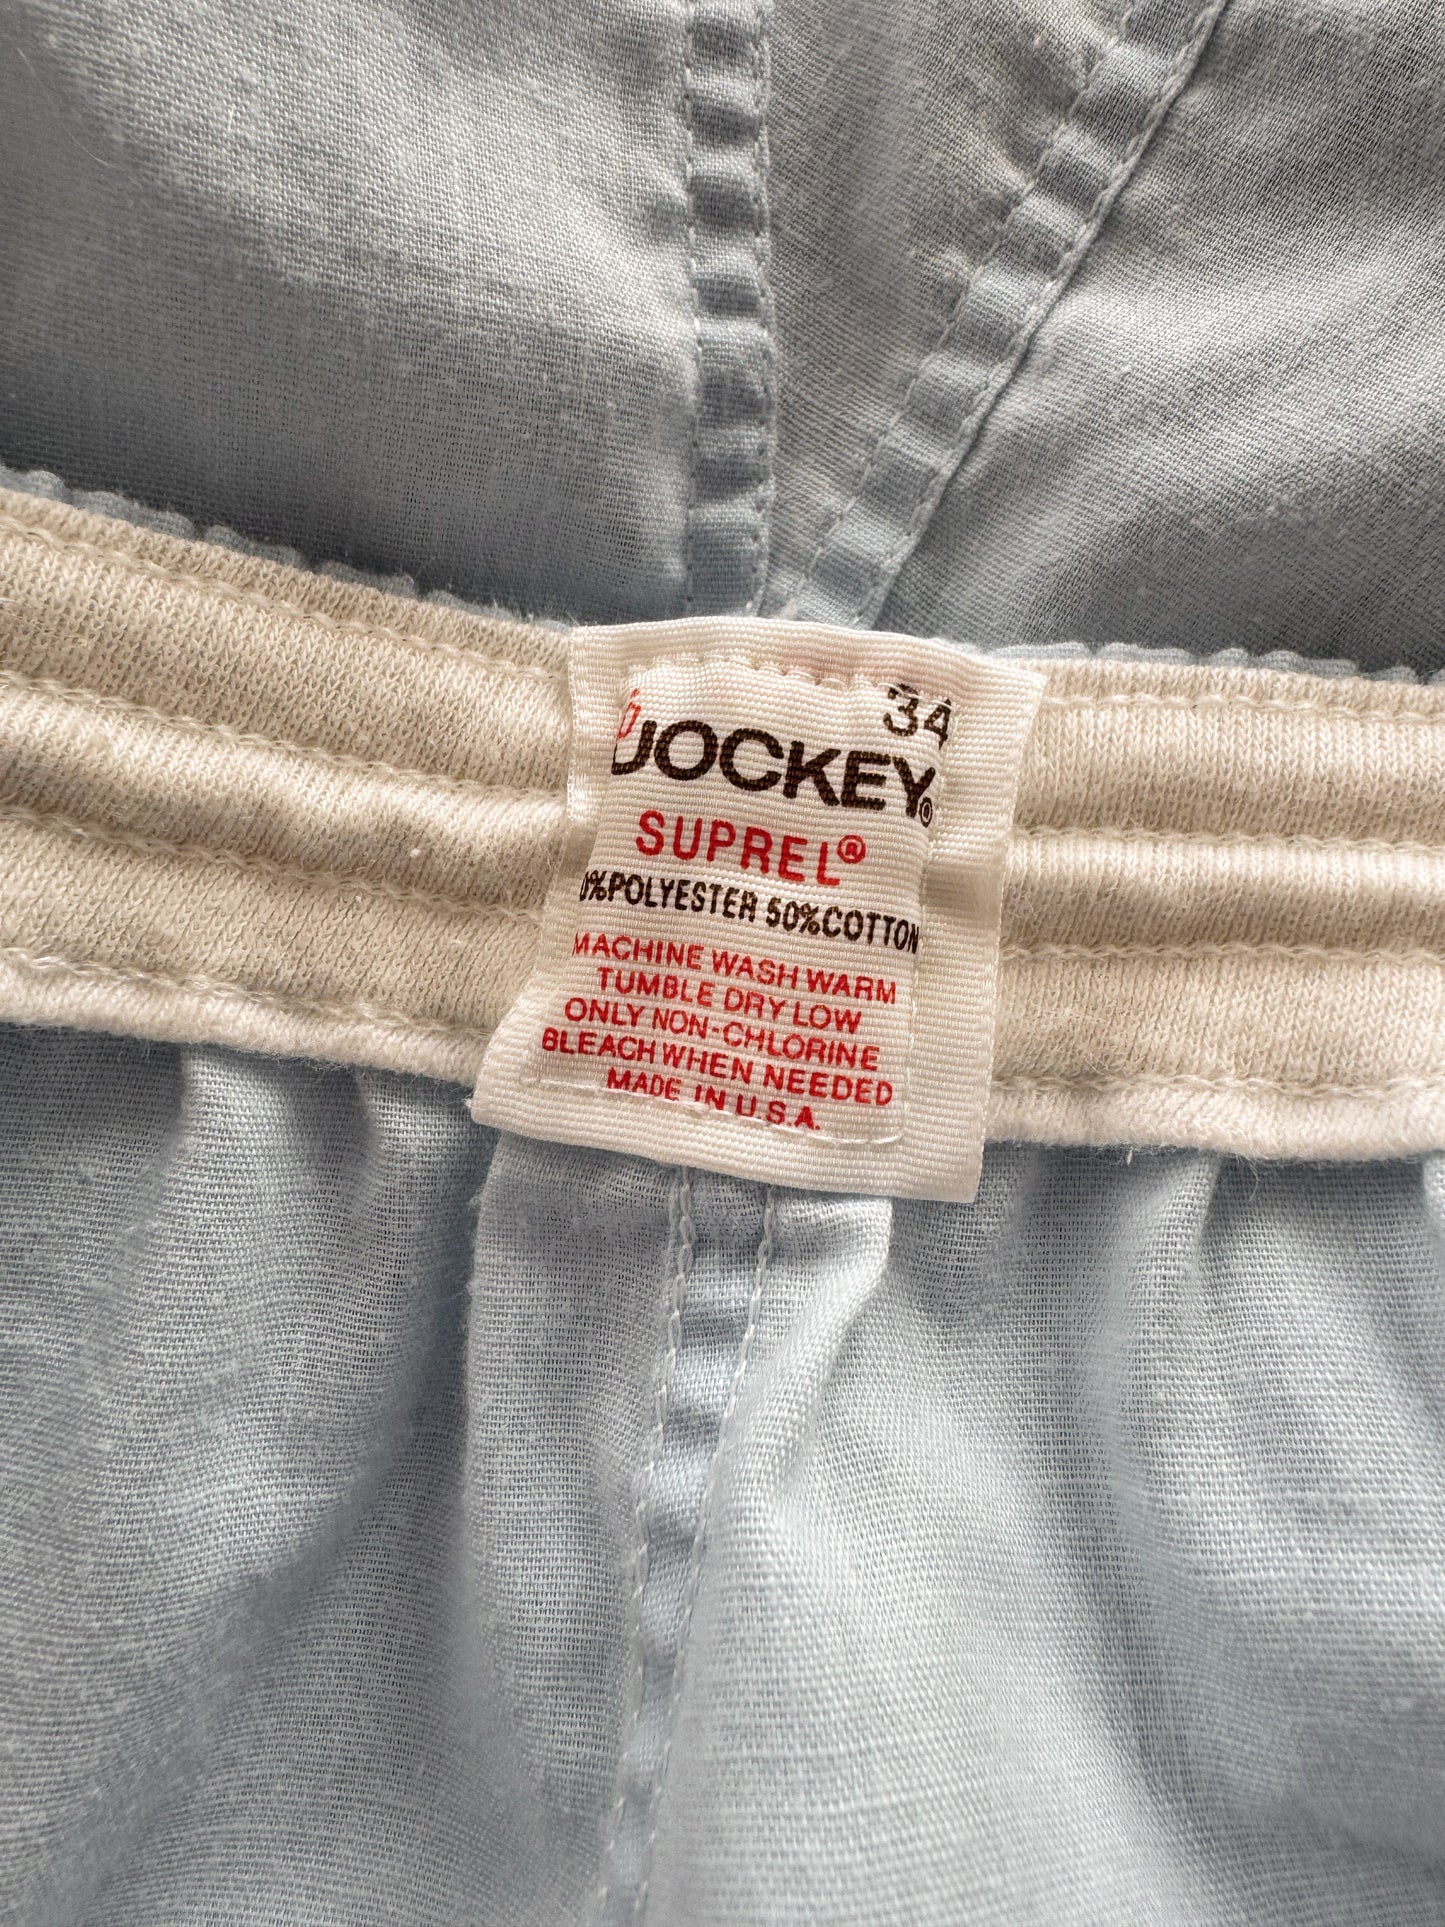 34
JOCKEY®
SUPREL®
0%POLYESTER 50%COTTON
MACHINE WASH WARM
TUMBLE DRY LOW
ONLY NON-CHLORINE
BLEACH WHEN NEEDED
MADE IN U.S.A.